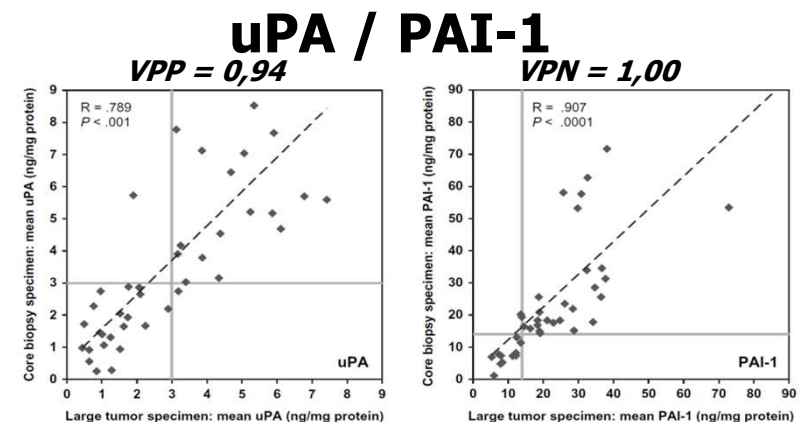 uPA / PAI-1
VPP = 0,94
VPN = 1,00
Core biopsy specimen: mean uPA (ng/mg protein)
9
8
7
6
5
4
3
2
1
0
R = .789
P < .001
uPA
0 1 2 3 4 5 6 7 8 9
Large tumor specimen: mean uPA (ng/mg protein)
Core biopsy specimen: mean PAI-1 (ng/mg protein)
90
80
70
60
50
40
30
20
10
0
R = .907
P < .0001
PAI-1
0 10 20 30 40 50 60 70 80 90
Large tumor specimen: mean PAI-1 (ng/mg protein)